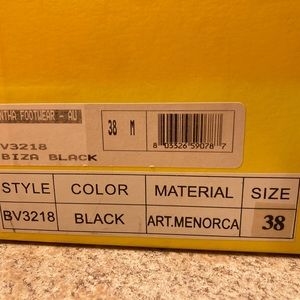 NTHA FOOTWEAR - AU
V3218
BIZA BLACK
38 M
8 03326 59078 7
STYLE COLOR MATERIAL SIZE
BV3218 BLACK ART.MENORCA 38